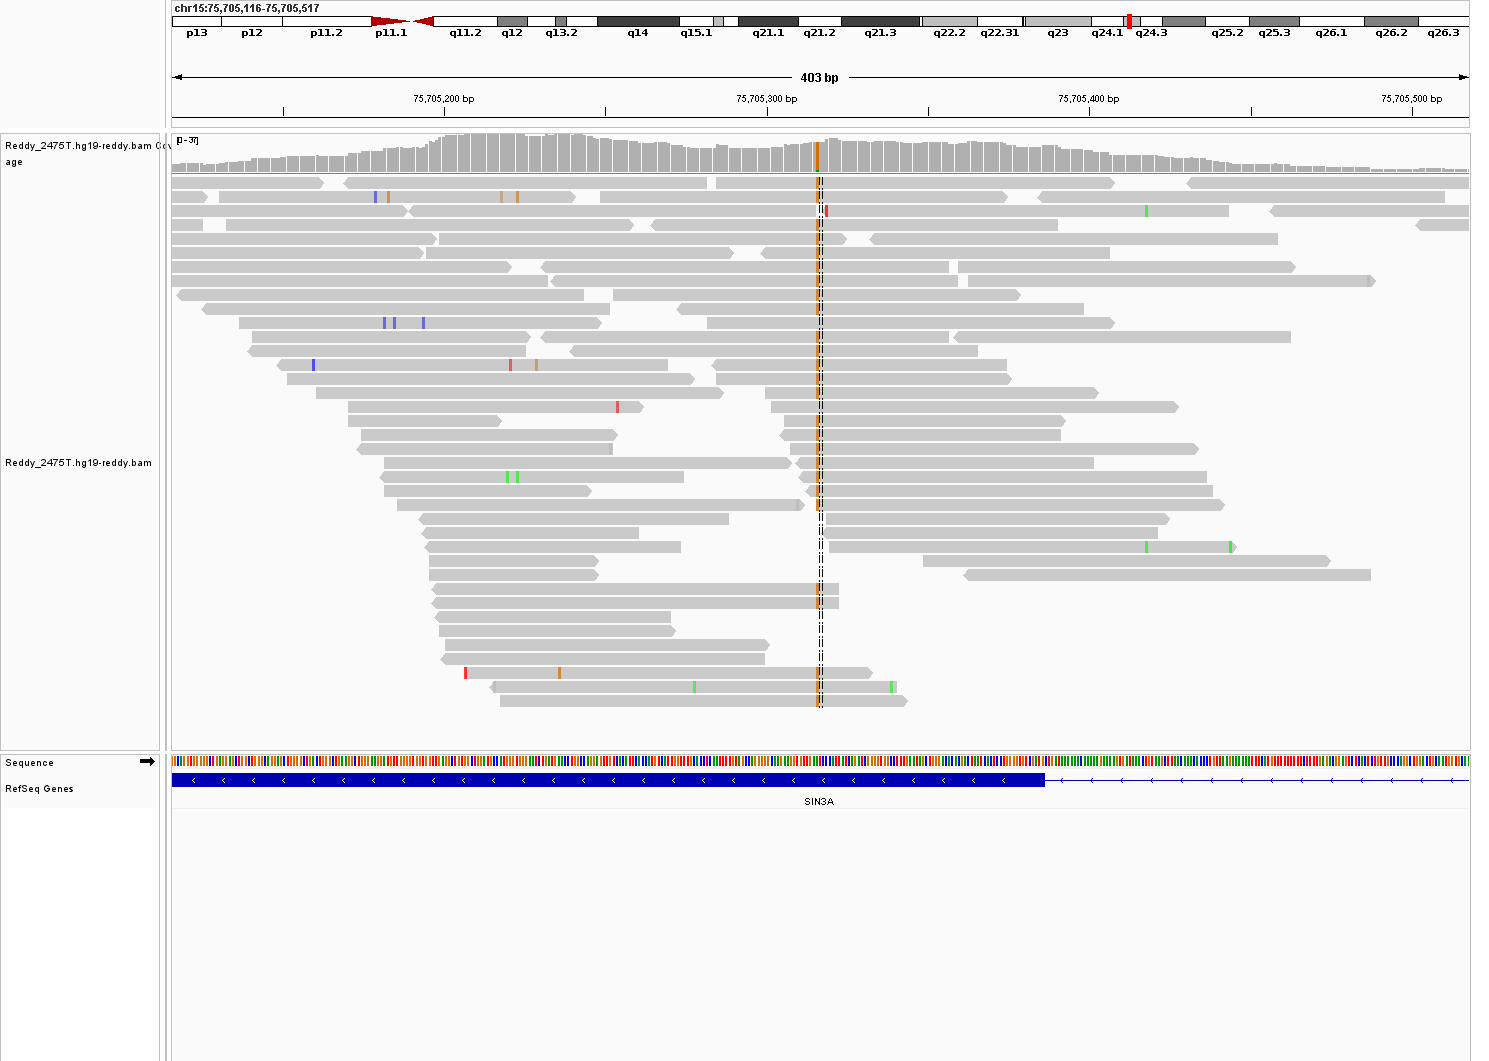 chr15:75,705,116-75,705,517
p13 p12 p11.2 p11.1 q11.2 q12 q13.2 q14 q15.1 q21.1 q21.2 q21.3 q22.2 q22.31 q23 q24.1 q24.3 q25.2 q25.3 q26.1 q26.2 q26.3
403 bp
75,705,200 bp 75,705,300 bp 75,705,400 bp 75,705,500 bp
[0 - 37]
Reddy_2475T.hg19-reddy.bam Cov
age
Reddy_2475T.hg19-reddy.bam
Sequence
RefSeq Genes
SIN3A